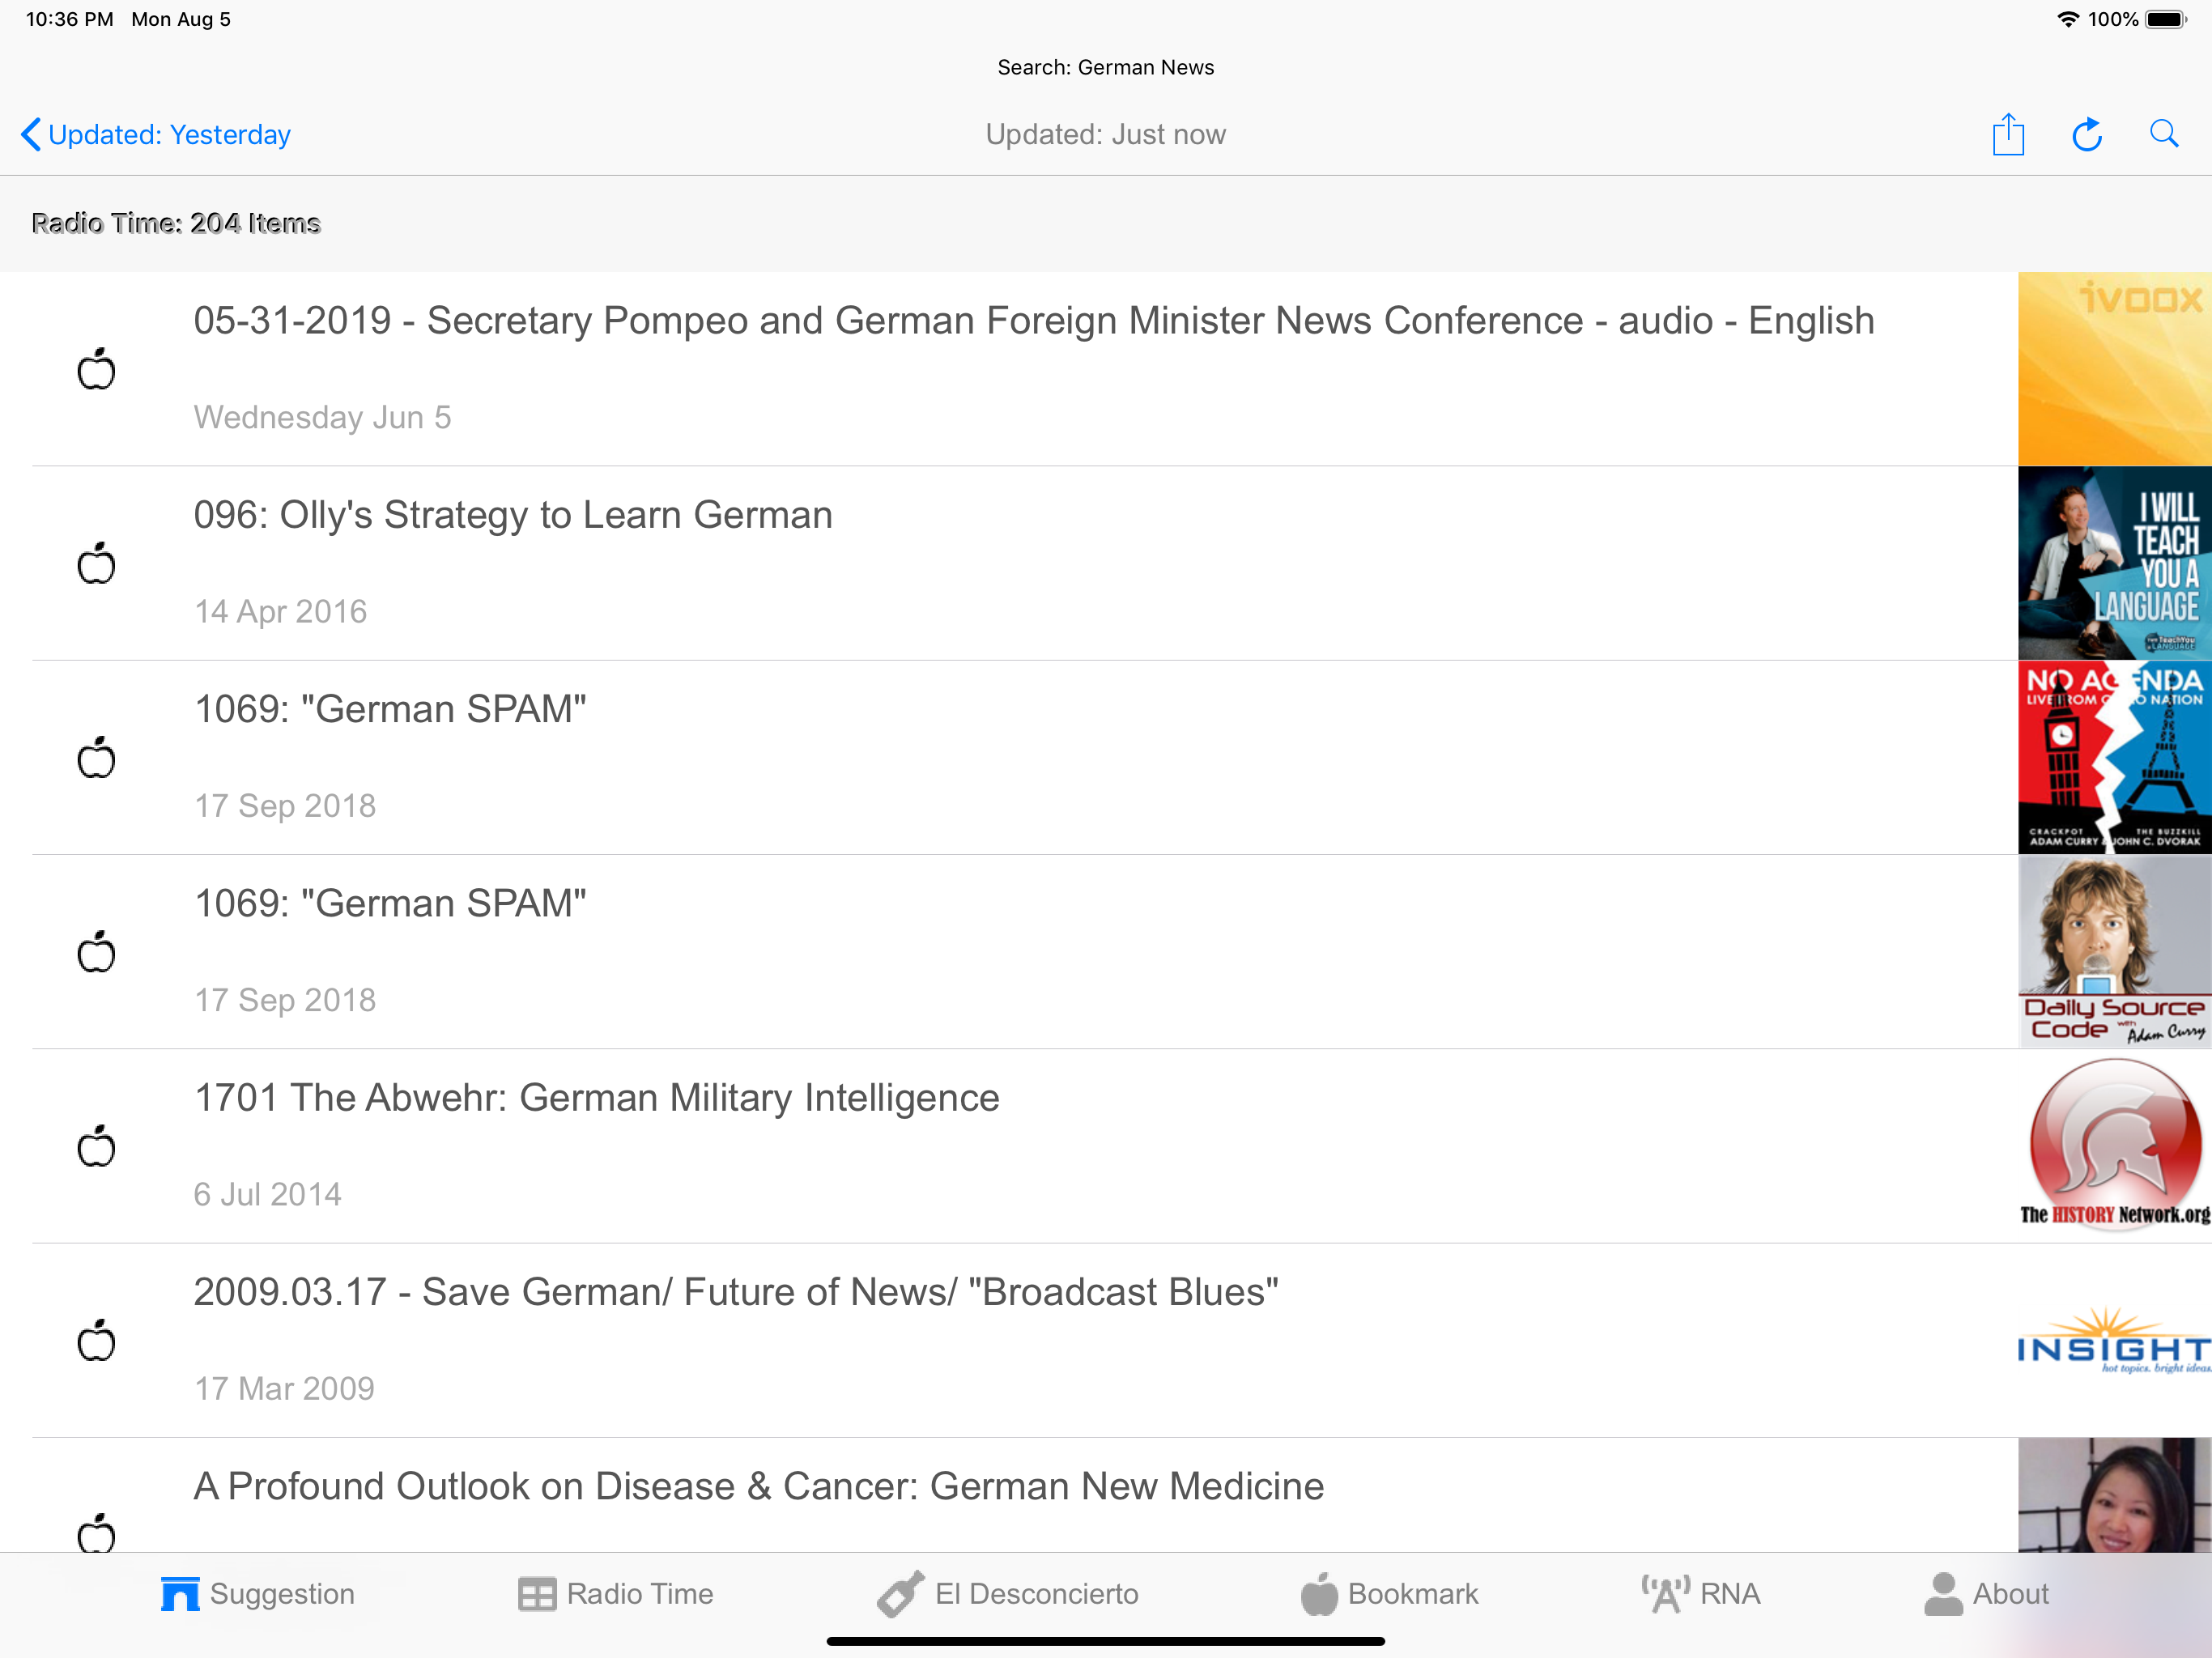 10:36 PM Mon Aug 5
100%
Search: German News
Updated: Yesterday
Updated: Just now
Radio Time: 204 Items
05-31-2019 - Secretary Pompeo and German Foreign Minister News Conference - audio - English
Wednesday Jun 5
ivoox
096: Olly's Strategy to Learn German
14 Apr 2016
I WILL
TEACH
YOU A
LANGUAGE
1069: "German SPAM"
17 Sep 2018
NO AGENDA
LIVE FROM
NATION
CRACKPOT
THE BUZZKILL
ADAM CURRY
JOHN C. DVORAK
1069: "German SPAM"
17 Sep 2018
Daily Source
Code with Adam Curry
1701 The Abwehr: German Military Intelligence
6 Jul 2014
The HISTORY Network.org
2009.03.17 - Save German/ Future of News/ "Broadcast Blues"
17 Mar 2009
INSIGHT
hot topics. bright ideas
A Profound Outlook on Disease & Cancer: German New Medicine
Suggestion
Radio Time
El Desconcierto
Bookmark
RNA
About